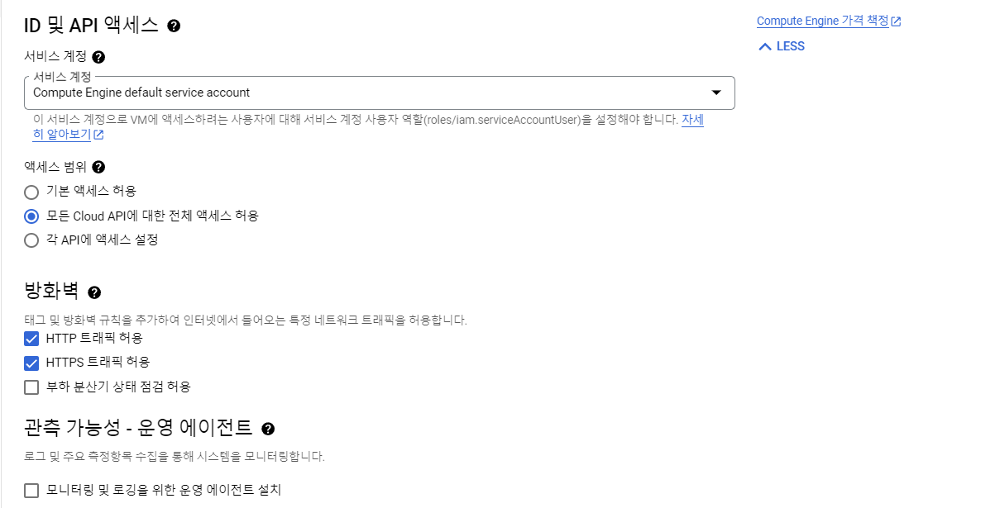 ID 및 API 액세스
서비스 계정
서비스 계정
Compute Engine default service account
이 서비스 계정으로 VM에 액세스하려는 사용자에 대해 서비스 계정 사용자 역할(roles/iam.serviceAccountUser)을 설정해야 합니다. 자세
히 알아보기
액세스 범위
기본 액세스 허용
모든 Cloud API에 대한 전체 액세스 허용
각 API에 액세스 설정
방화벽
태그 및 방화벽 규칙을 추가하여 인터넷에서 들어오는 특정 네트워크 트래픽을 허용합니다.
HTTP 트래픽 허용
HTTPS 트래픽 허용
부하 분산기 상태 점검 허용
관측 가능성 - 운영 에이전트
로그 및 주요 측정항목 수집을 통해 시스템을 모니터링합니다.
모니터링 및 로깅을 위한 운영 에이전트 설치
Compute Engine 가격 책정
LESS